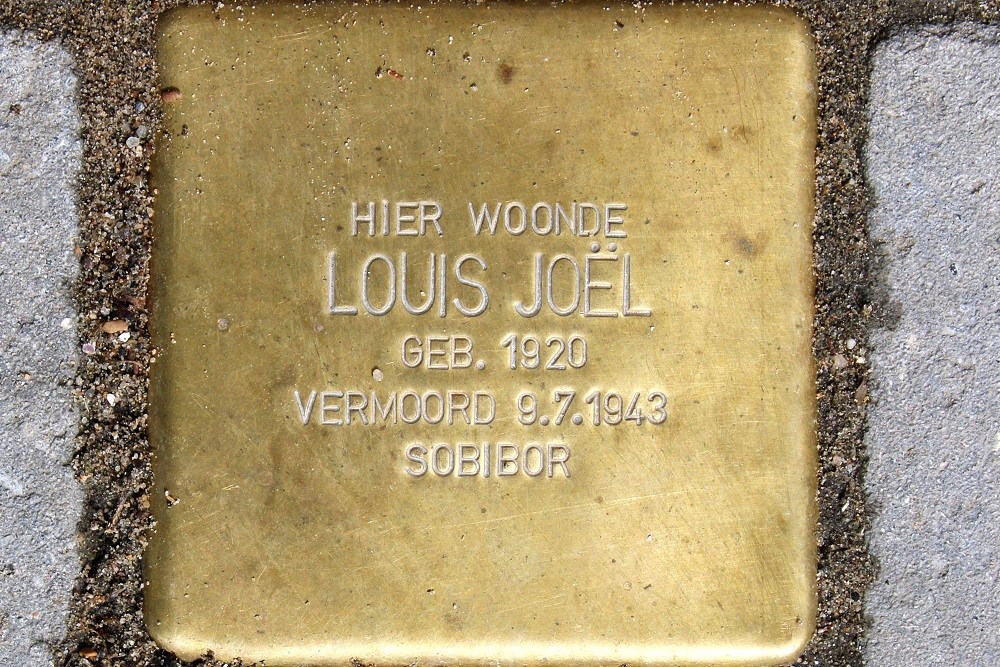 HIER WOONDE
LOUIS JOËL
GEB. 1920
VERMOORD 9.7.1943
SOBIBOR